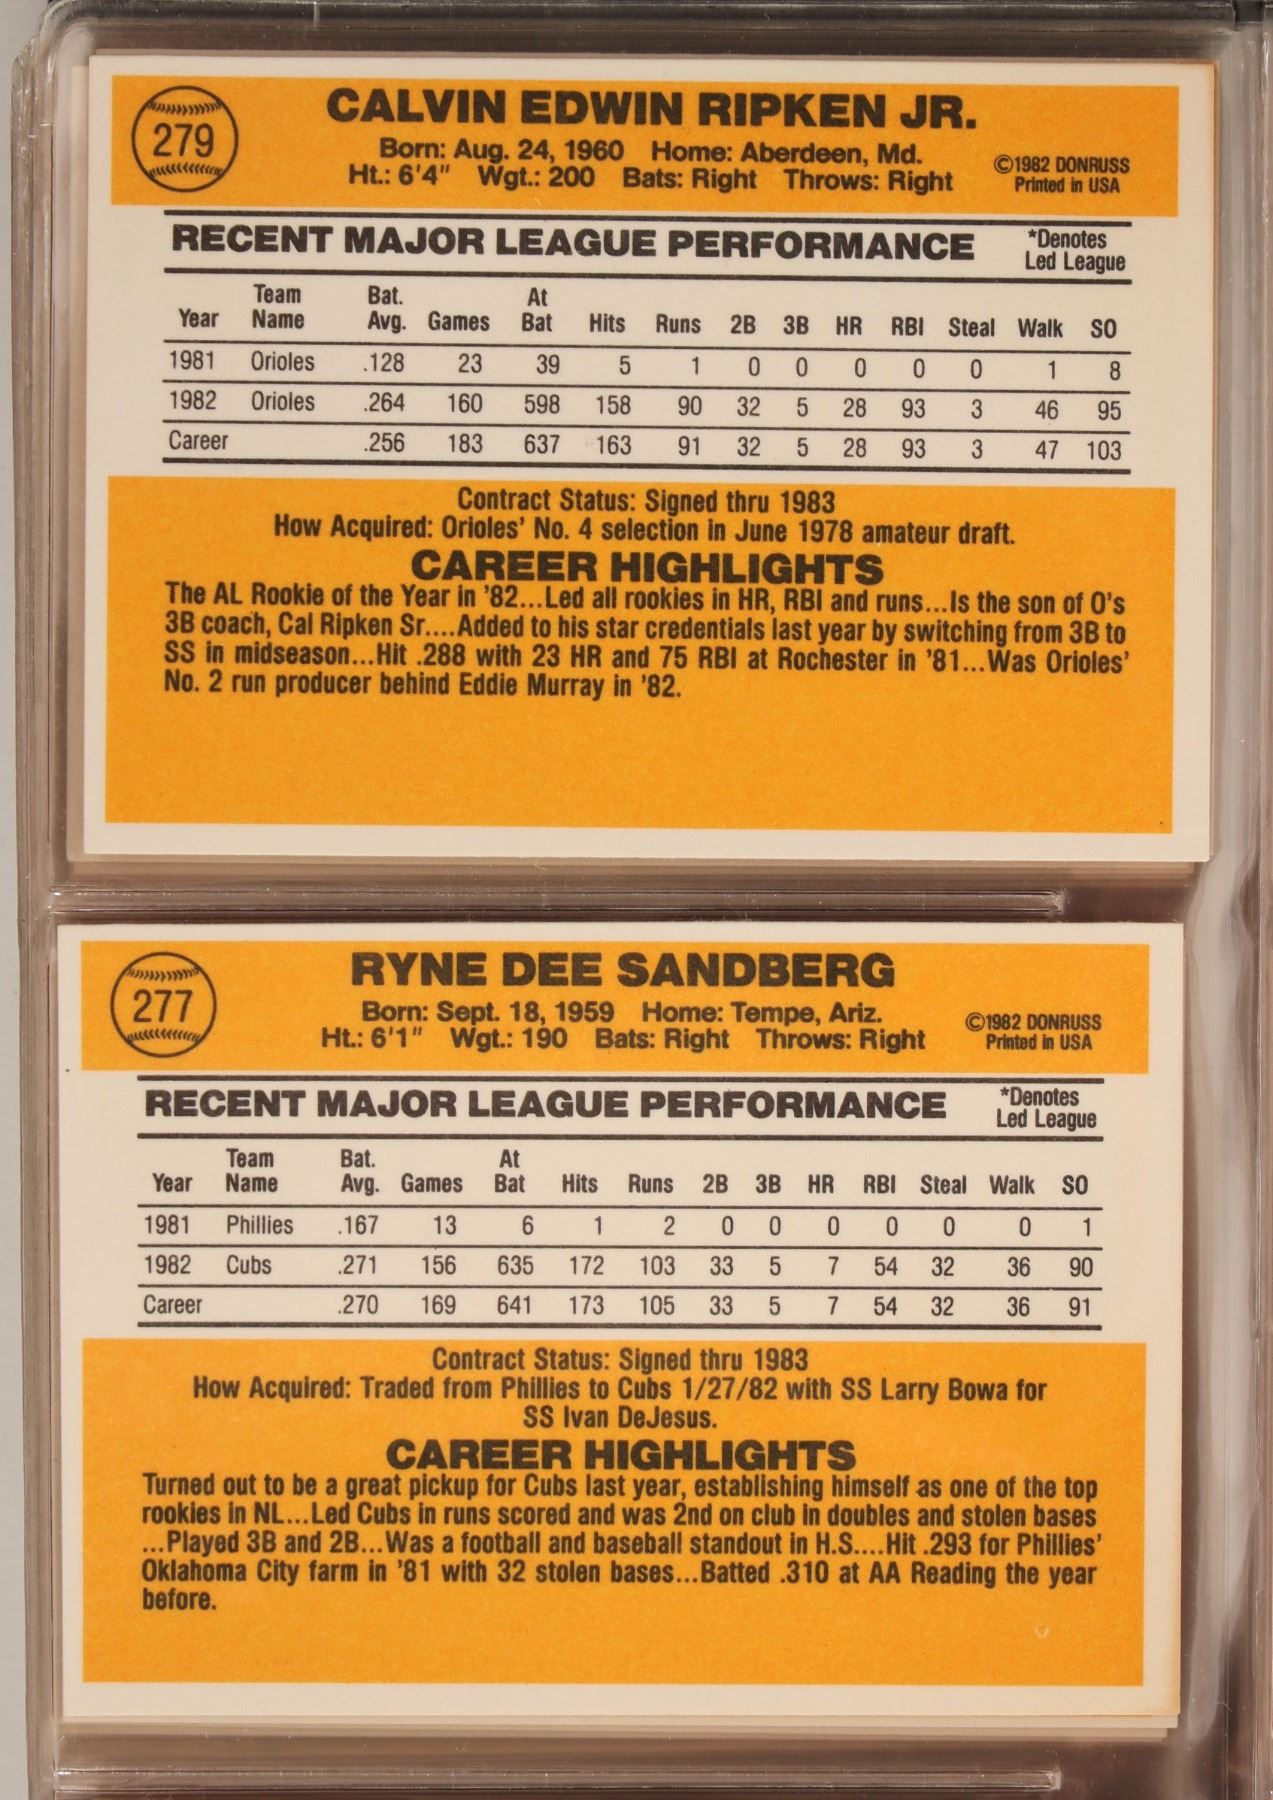 279
CALVIN EDWIN RIPKEN JR.
Born: Aug. 24, 1960 Home: Aberdeen, Md.
Ht.: 6'4" Wgt.: 200 Bats: Right Throws: Right
©1982 DONRUSS
Printed in USA
RECENT MAJOR LEAGUE PERFORMANCE
*Denotes
Led League
Year Team Name Bat. Avg. Games At Bat Hits Runs 2B 3B HR RBI Steal Walk SO
1981 Orioles .128 23 39 5 1 0 0 0 0 0 1 8
1982 Orioles .264 160 598 158 90 32 5 28 93 3 46 95
Career .256 183 637 163 91 32 5 28 93 3 47 103
Contract Status: Signed thru 1983
How Acquired: Orioles' No. 4 selection in June 1978 amateur draft.
CAREER HIGHLIGHTS
The AL Rookie of the Year in '82...Led all rookies in HR, RBI and runs...Is the son of O's
3B coach, Cal Ripken Sr....Added to his star credentials last year by switching from 3B to
SS in midseason...Hit .288 with 23 HR and 75 RBI at Rochester in '81...Was Orioles'
No. 2 run producer behind Eddie Murray in '82.
277
RYNE DEE SANDBERG
Born: Sept. 18, 1959 Home: Tempe, Ariz.
Ht.: 6'1" Wgt.: 190 Bats: Right Throws: Right
©1982 DONRUSS
Printed in USA
RECENT MAJOR LEAGUE PERFORMANCE
*Denotes
Led League
Year Team Name Bat. Avg. Games At Bat Hits Runs 2B 3B HR RBI Steal Walk SO
1981 Phillies .167 13 6 1 2 0 0 0 0 0 0 1
1982 Cubs .271 156 635 172 103 33 5 7 54 32 36 90
Career .270 169 641 173 105 33 5 7 54 32 36 91
Contract Status: Signed thru 1983
How Acquired: Traded from Phillies to Cubs 1/27/82 with SS Larry Bowa for
SS Ivan DeJesus.
CAREER HIGHLIGHTS
Turned out to be a great pickup for Cubs last year, establishing himself as one of the top
rookies in NL...Led Cubs in runs scored and was 2nd on club in doubles and stolen bases
...Played 3B and 2B...Was a football and baseball standout in H.S....Hit .293 for Phillies'
Oklahoma City farm in '81 with 32 stolen bases...Batted .310 at AA Reading the year
before.